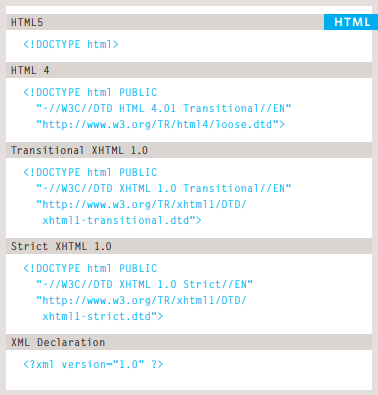 HTML5
HTML
<!DOCTYPE html>
HTML 4
<!DOCTYPE html PUBLIC
"-//W3C//DTD HTML 4.01 Transitional//EN"
"http://www.w3.org/TR/html4/loose.dtd">
Transitional XHTML 1.0
<!DOCTYPE html PUBLIC
"-//W3C//DTD XHTML 1.0 Transitional//EN"
"http://www.w3.org/TR/xhtml1/DTD/
xhtml1-transitional.dtd">
Strict XHTML 1.0
<!DOCTYPE html PUBLIC
"-//W3C//DTD XHTML 1.0 Strict//EN"
"http://www.w3.org/TR/xhtml1/DTD/
xhtml1-strict.dtd">
XML Declaration
<?xml version="1.0" ?>